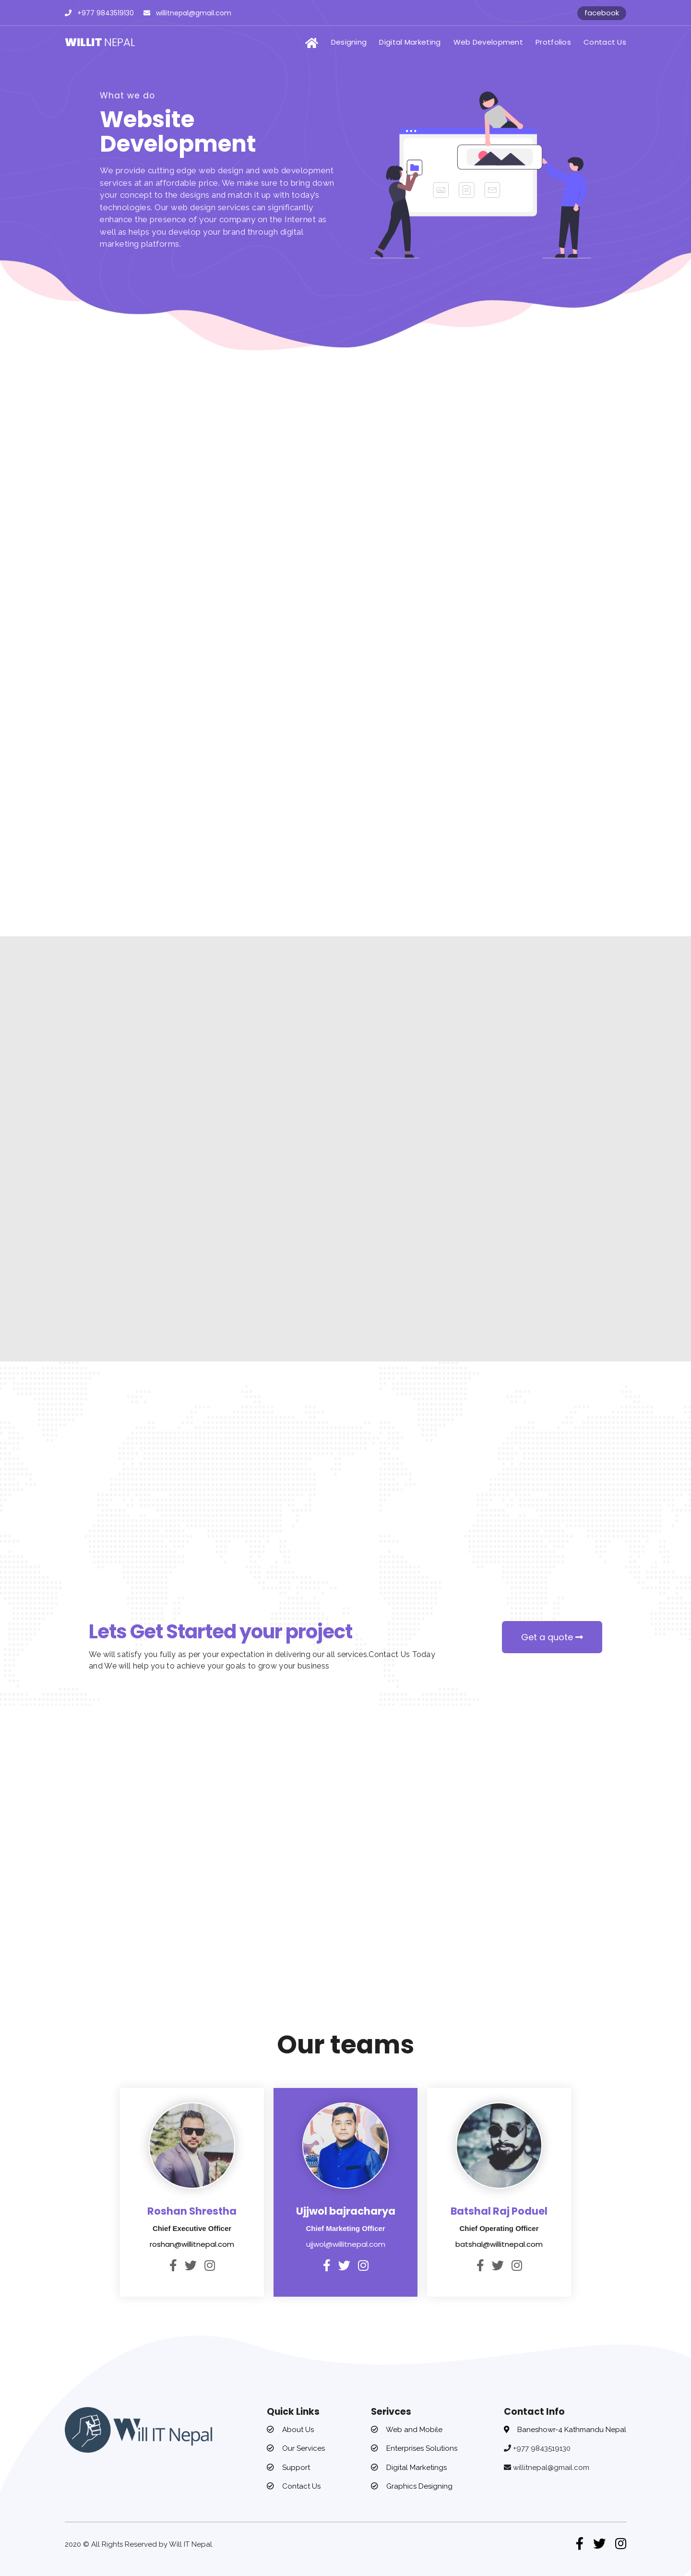 +977 9843519130 willitnepal@gmail.com facebook
WILLIT NEPAL Designing Digital Marketing Web Development Protfolios Contact Us
What we do
Website
Development
We provide cutting edge web design and web development
services at an affordable price. We make sure to bring down
your concept to the designs and match it up with today's
technologies. Our web design services can significantly
enhance the presence of your company on the Internet as
well as helps you develop your brand through digital
marketing platforms.
Lets Get Started your project
We will satisfy you fully as per your expectation in delivering our all services.Contact Us Today
and We will help you to achieve your goals to grow your business
Get a quote
Our teams
Roshan Shrestha
Chief Executive Officer
roshan@willitnepal.com
Ujjwol bajracharya
Chief Marketing Officer
ujjwol@willitnepal.com
Batshal Raj Poduel
Chief Operating Officer
batshal@willitnepal.com
Will IT Nepal
Quick Links
About Us
Our Services
Support
Contact Us
Serivces
Web and Mobile
Enterprises Solutions
Digital Marketings
Graphics Designing
Contact Info
Baneshowr-4 Kathmandu Nepal
+977 9843519130
willitnepal@gmail.com
2020 © All Rights Reserved by Will IT Nepal.